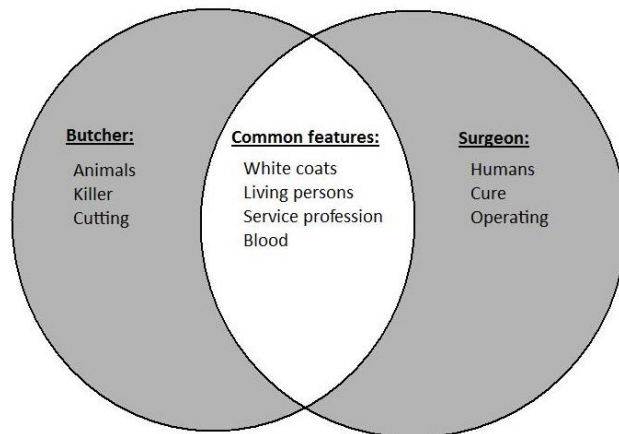 Butcher:
Animals
Killer
Cutting
Common features:
White coats
Living persons
Service profession
Blood
Surgeon:
Humans
Cure
Operating